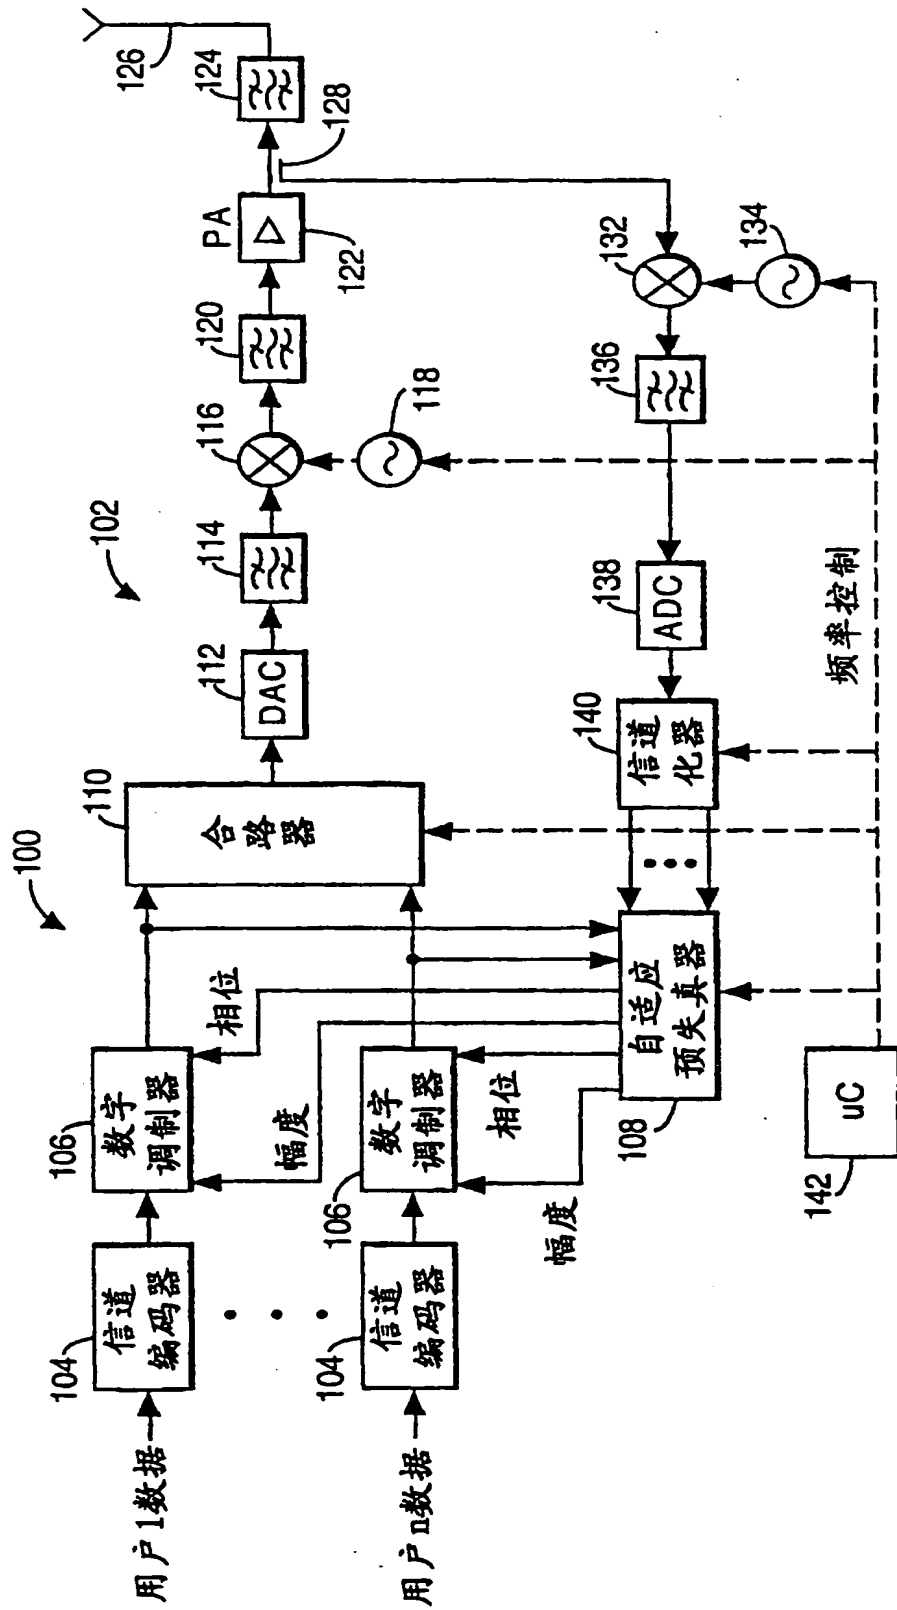 100
102
用户1数据
104
信道
编码器
106
数字
调制器
相位
幅度
用户n数据
104
信道
编码器
106
数字
调制器
相位
幅度
110
合路器
112
DAC
114
116
118
120
PA
122
124
126
128
132
134
136
138
ADC
140
信道
化器
自适应
预失真器
108
uC
142
频率控制